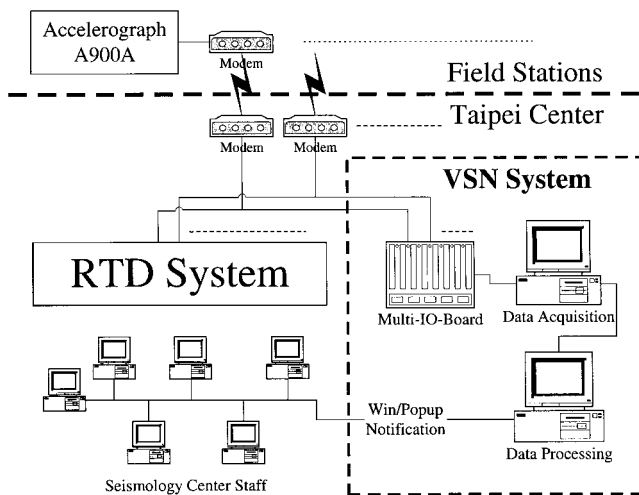 Accelerograph
A900A
Modem
Field Stations
Taipei Center
Modem
Modem
VSN System
RTD System
Multi-IO-Board
Data Acquisition
Win/Popup
Notification
Data Processing
Seismology Center Staff